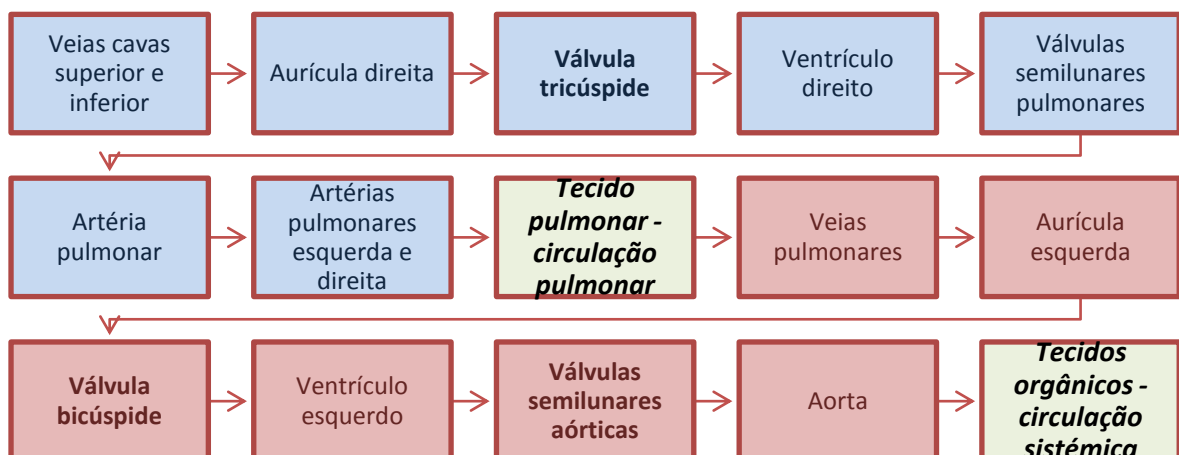 Veias cavas
superior e
inferior
Aurícula direita
Válvula
tricúspide
Ventrículo
direito
Válvulas
semilunares
pulmonares
Artéria
pulmonar
Artérias
pulmonares
esquerda e
direita
Tecido
pulmonar -
circulação
pulmonar
Veias
pulmonares
Aurícula
esquerda
Válvula
bicúspide
Ventrículo
esquerdo
Válvulas
semilunares
aórticas
Aorta
Tecidos
orgânicos -
circulação
sistémica